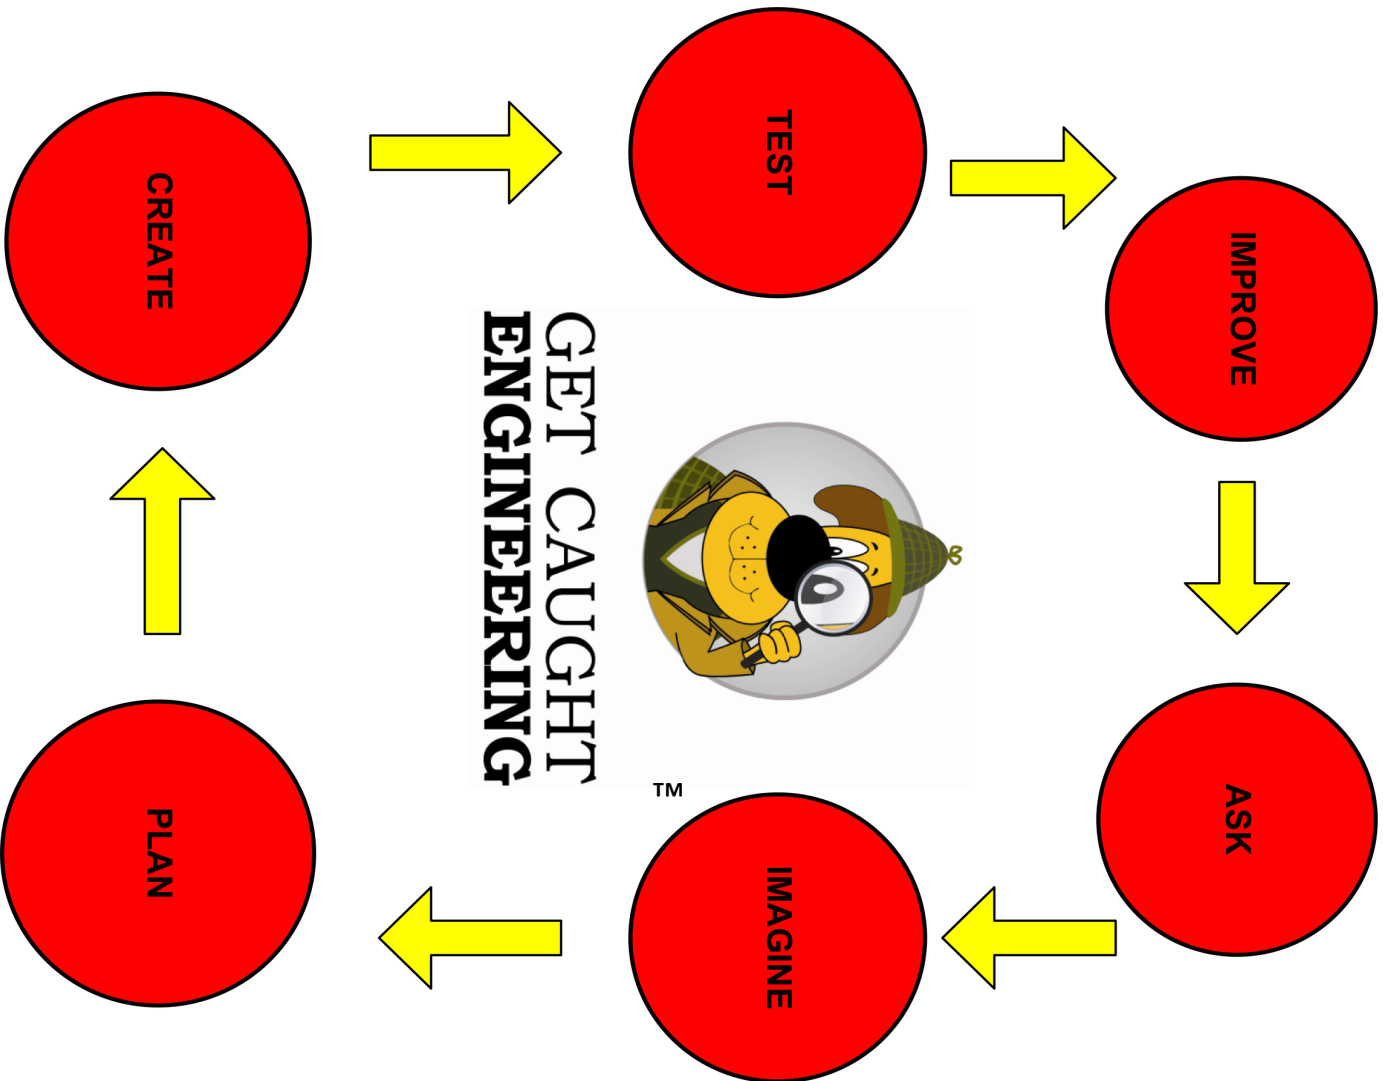 ASK
IMAGINE
PLAN
CREATE
TEST
IMPROVE
GET CAUGHT
ENGINEERING
TM